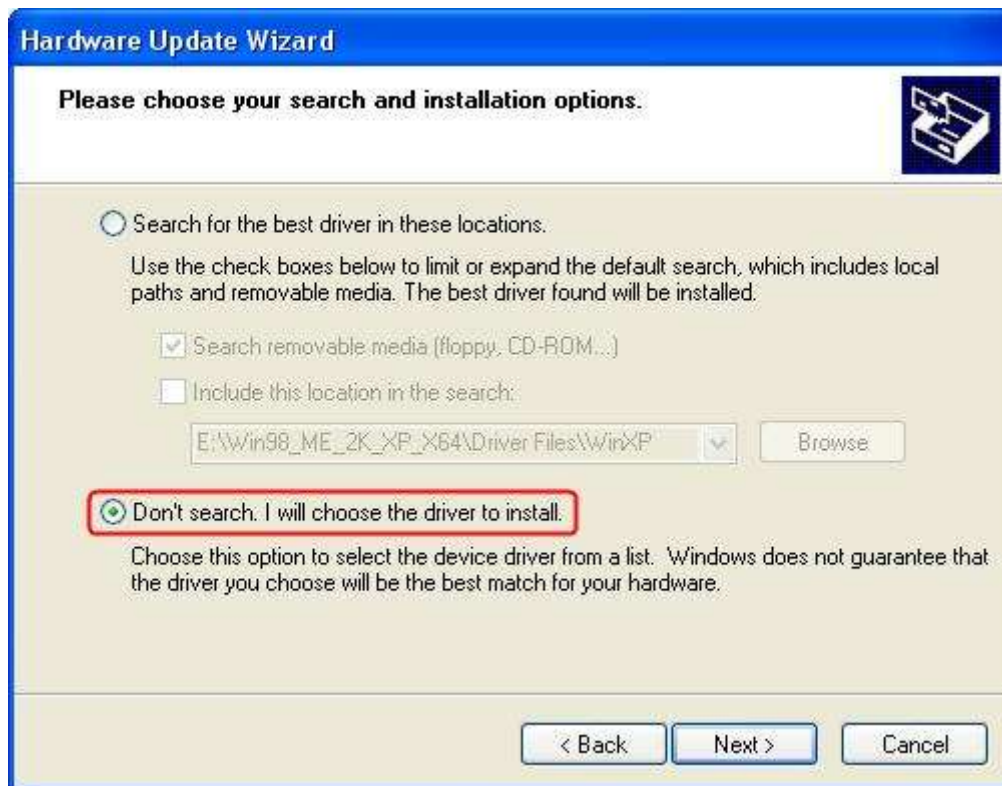 Hardware Update Wizard
Please choose your search and installation options.
Search for the best driver in these locations.
Use the check boxes below to limit or expand the default search, which includes local
paths and removable media. The best driver found will be installed.
Search removable media (floppy, CD-ROM...)
Include this location in the search:
E:\Win98_ME_2K_XP_X64\Driver Files\WinXP
Browse
Don't search. I will choose the driver to install.
Choose this option to select the device driver from a list. Windows does not guarantee that
the driver you choose will be the best match for your hardware.
< Back Next > Cancel